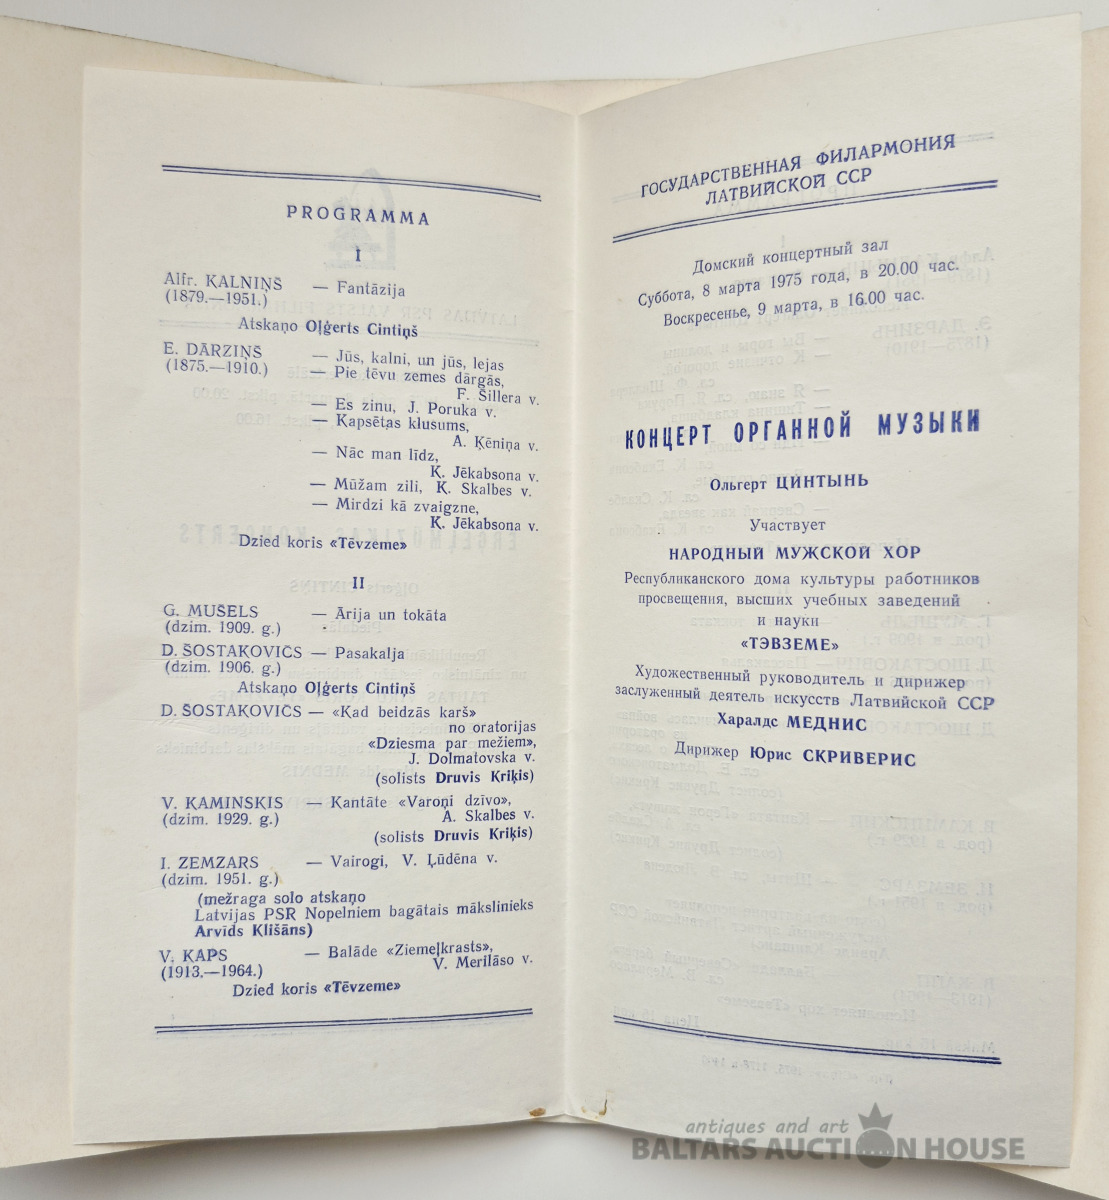 PROGRAMMA
I
Alfr. KALNIŅŠ — Fantāzija
(1879.—1951.)
Atskaņo Oļģerts Cintiņš
E. DĀRZIŅŠ — Jūs, kalni, un jūs, lejas
(1875.—1910.) — Pie tēvu zemes dārgās,
F. Šillera v.
— Es zinu, J. Poruka v.
— Kapsētas klusums,
A. Ķēniņa v.
— Nāc man līdz,
K. Jēkabsona v.
— Mūžam zili, K. Skalbes v.
— Mirdzi kā zvaigzne,
K. Jēkabsona v.
Dzied koris «Tēvzeme»
II
G. MUŠELS — Ārija un tokāta
(dzim. 1909. g.)
D. ŠOSTAKOVIČS — Pasakalja
(dzim. 1906. g.)
Atskaņo Oļģerts Cintiņš
D. ŠOSTAKOVIČS — «Kad beidzās karš»
no oratorijas
«Dziesma par mežiem»,
J. Dolmatovska v.
(solists Druvis Kriķis)
V. KAMINSKIS — Kantāte «Varoņi dzīvo»,
(dzim. 1929. g.) A. Skalbes v.
(solists Druvis Kriķis)
I. ZEMZARS — Vairogi, V. Ļūdēna v.
(dzim. 1951. g.)
(mežraga solo atskaņo
Latvijas PSR Nopelniem bagātais mākslinieks
Arvīds Klišāns)
V. KAPS — Balāde «Ziemeļkrasts»,
(1913.—1964.) V. Merilāso v.
Dzied koris «Tēvzeme»
ГОСУДАРСТВЕННАЯ ФИЛАРМОНИЯ
ЛАТВИЙСКОЙ ССР
Домский концертный зал
Суббота, 8 марта 1975 года, в 20.00 час.
Воскресенье, 9 марта, в 16.00 час.
КОНЦЕРТ ОРГАННОЙ МУЗЫКИ
Ольгерт ЦИНТЫНЬ
Участвует
НАРОДНЫЙ МУЖСКОЙ ХОР
Республиканского дома культуры работников
просвещения, высших учебных заведений
и науки
«ТЭВЗЕМЕ»
Художественный руководитель и дирижер
заслуженный деятель искусств Латвийской ССР
Харалдс МЕДНИС
Дирижер Юрис СКРИВЕРИС
antiques and art
BALTARS AUCTION HOUSE